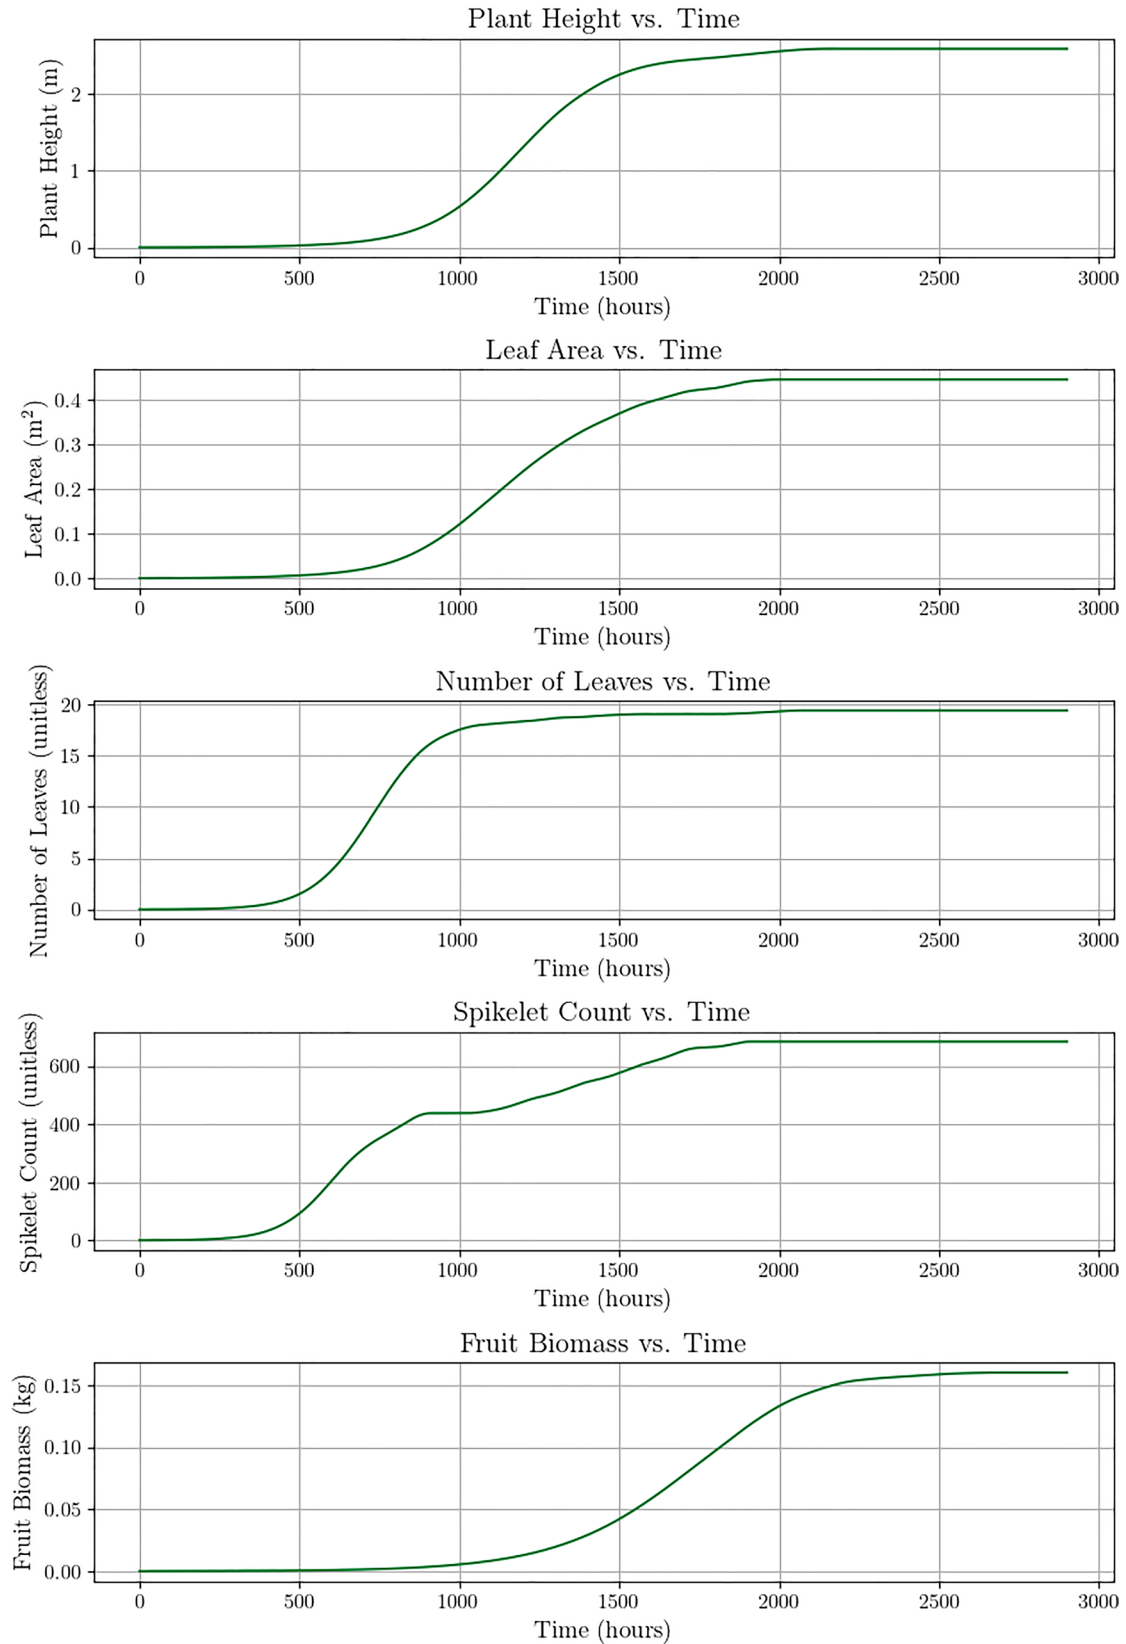 Plant Height vs. Time
Plant Height (m)
2
1
0
0 500 1000 1500 2000 2500 3000
Time (hours)
Leaf Area vs. Time
Leaf Area (m²)
0.4
0.3
0.2
0.1
0.0
0 500 1000 1500 2000 2500 3000
Time (hours)
Number of Leaves vs. Time
Number of Leaves (unitless)
20
15
10
5
0
0 500 1000 1500 2000 2500 3000
Time (hours)
Spikelet Count vs. Time
Spikelet Count (unitless)
600
400
200
0
0 500 1000 1500 2000 2500 3000
Time (hours)
Fruit Biomass vs. Time
Fruit Biomass (kg)
0.15
0.10
0.05
0.00
0 500 1000 1500 2000 2500 3000
Time (hours)